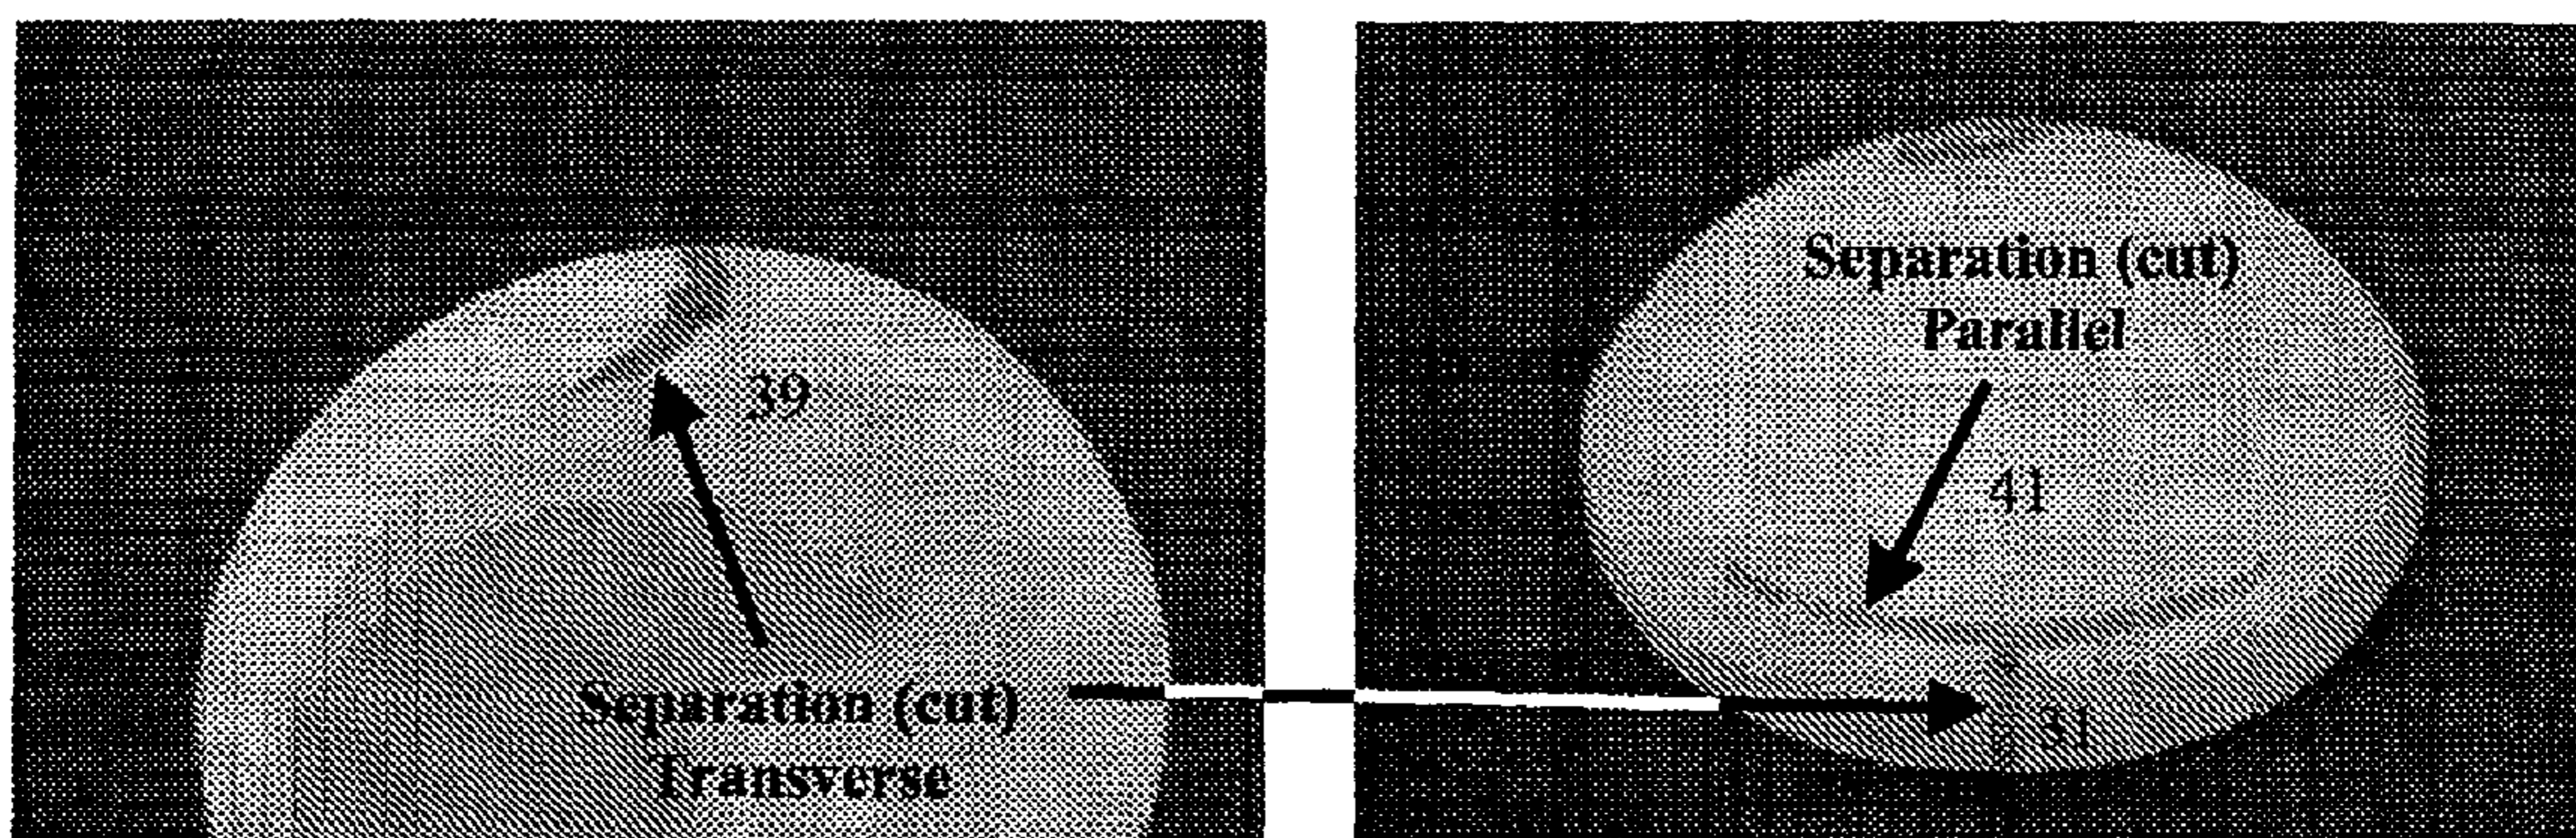 39
Separation (cut)
Transverse
Separation (cut)
Parallel
41
31